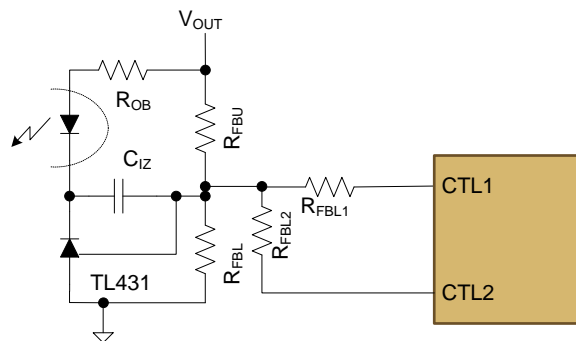 VOUT
ROB
RFBU
CIZ
CTL1
RFBL1
RFBL2
RFBL
TL431
CTL2